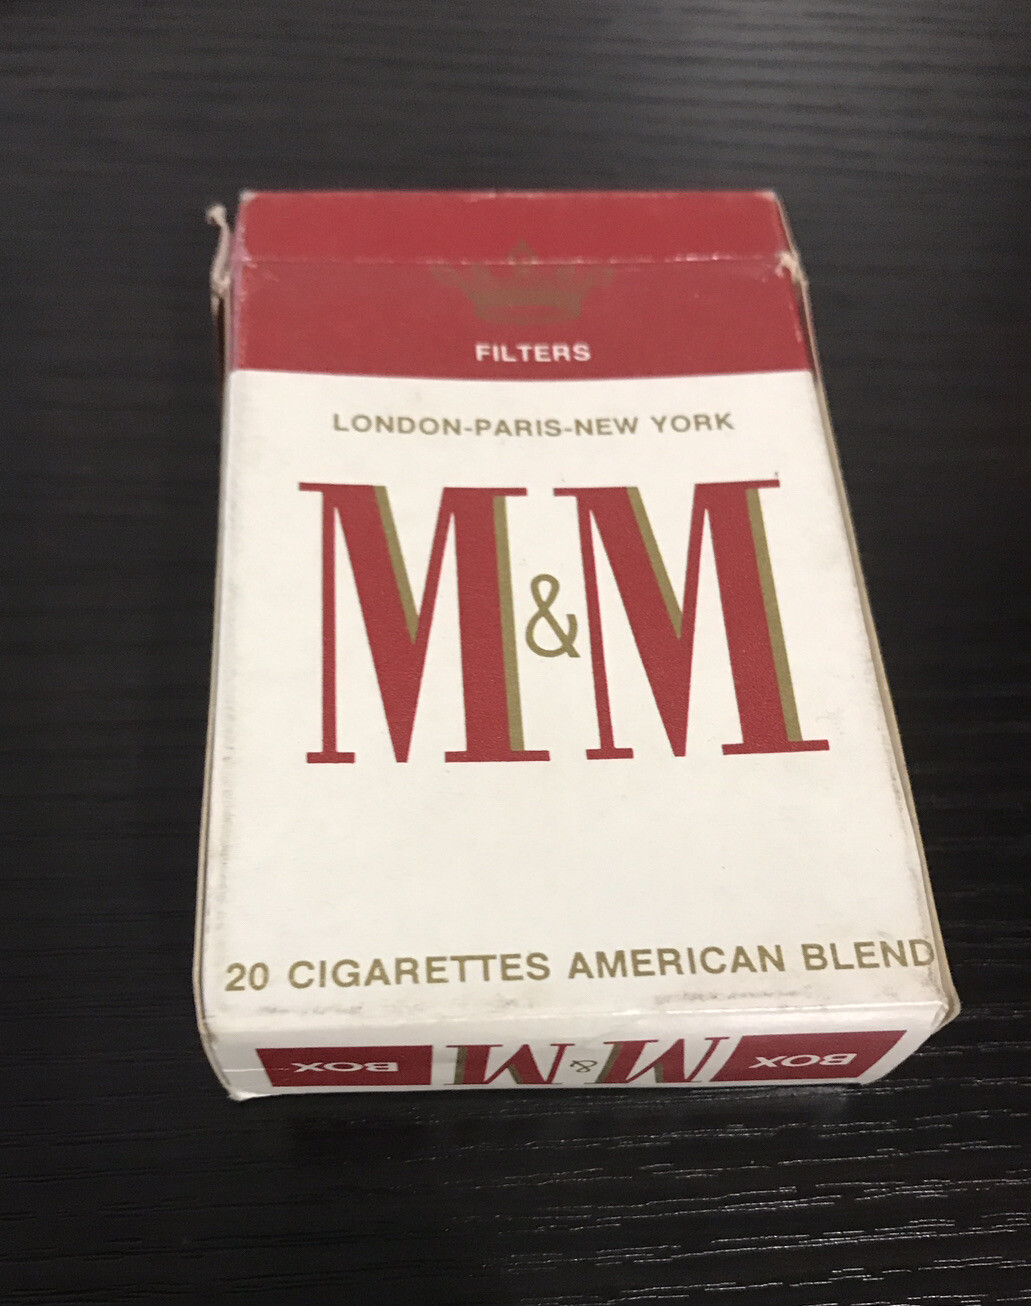 FILTERS
LONDON-PARIS-NEW YORK
M&M
20 CIGARETTES AMERICAN BLEND
BOX M&M BOX